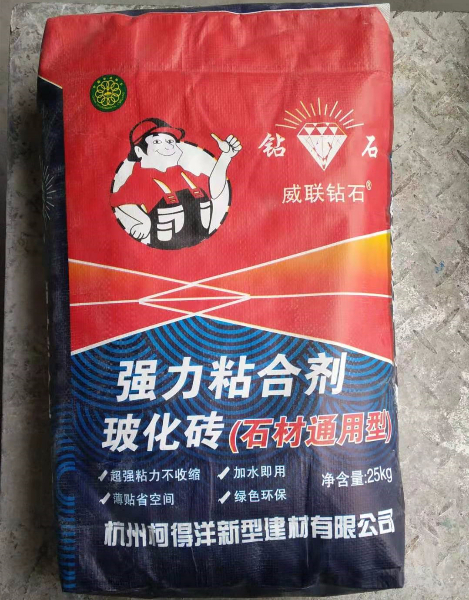 钻 石
威联钻石®
强力粘合剂
玻化砖(石材通用型)
✓超强粘力不收缩 ✓加水即用
✓薄贴省空间 ✓绿色环保
净含量:25kg
杭州柯得洋新型建材有限公司